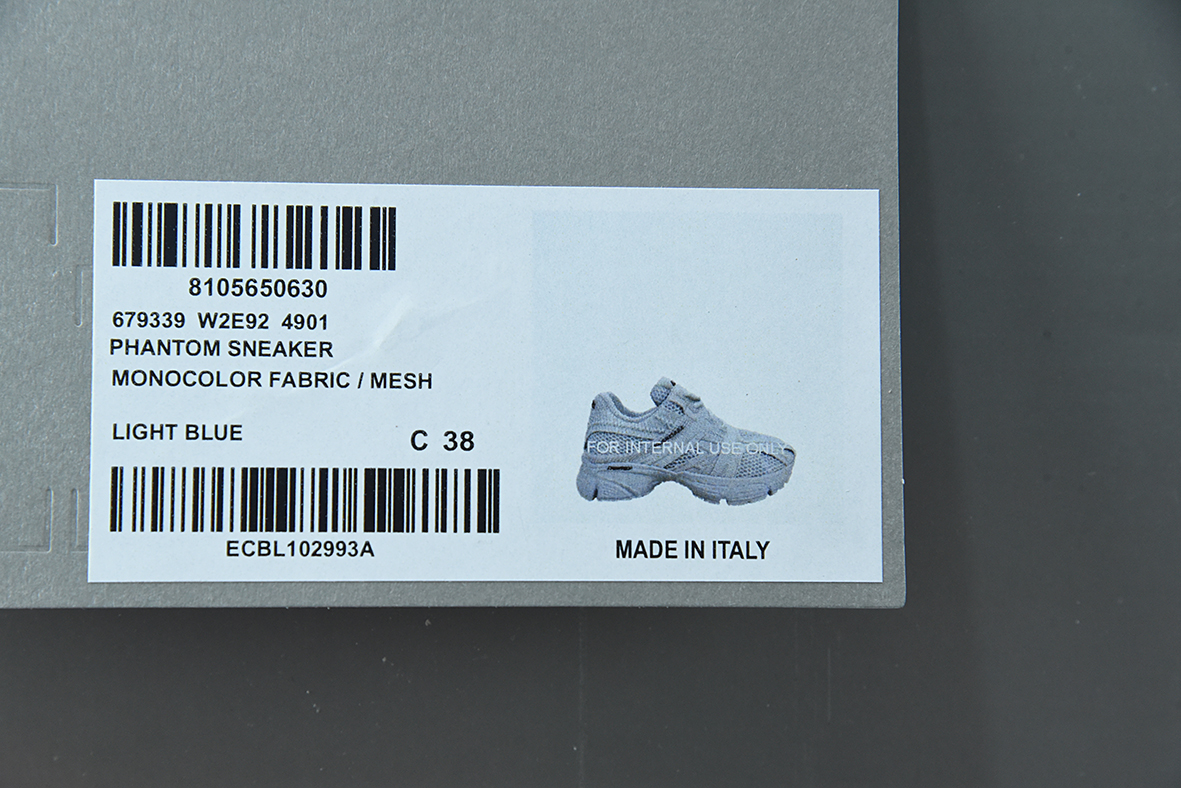 8105650630
679339 W2E92 4901
PHANTOM SNEAKER
MONOCOLOR FABRIC / MESH
LIGHT BLUE
C 38
ECBL102993A
FOR INTERNAL USE ONLY
MADE IN ITALY